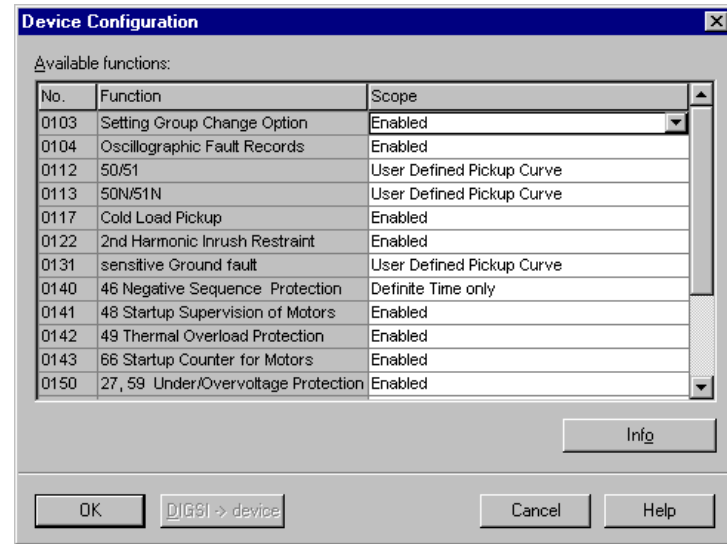 Device Configuration
Available functions:
No. Function Scope
0103 Setting Group Change Option Enabled
0104 Oscillographic Fault Records Enabled
0112 50/51 User Defined Pickup Curve
0113 50N/51N User Defined Pickup Curve
0117 Cold Load Pickup Enabled
0122 2nd Harmonic Inrush Restraint Enabled
0131 sensitive Ground fault User Defined Pickup Curve
0140 46 Negative Sequence Protection Definite Time only
0141 48 Startup Supervision of Motors Enabled
0142 49 Thermal Overload Protection Enabled
0143 66 Startup Counter for Motors Enabled
0150 27, 59 Under/Overvoltage Protection Enabled
Info
OK DIGSI -> device Cancel Help